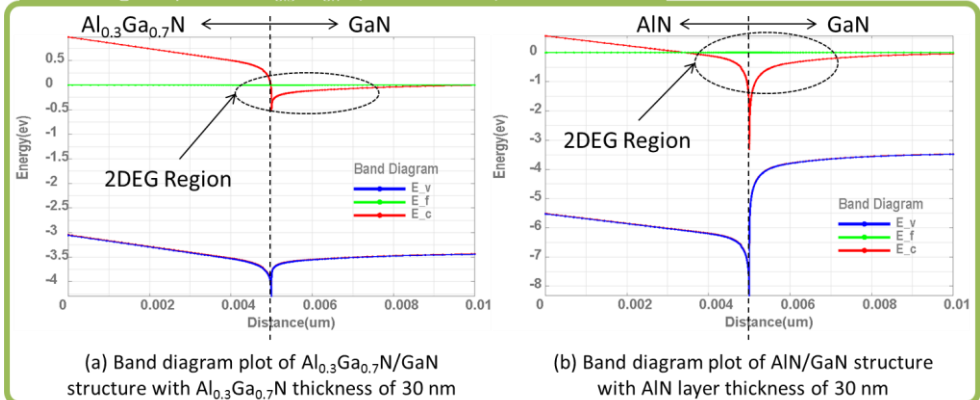 Al0.3Ga0.7N GaN
0.5
0
-0.5
-1
-1.5
-2
-2.5
-3
-3.5
-4
Energy(ev)
2DEG Region
Band Diagram
E_v
E_f
E_c
0 0.002 0.004 0.006 0.008 0.01
Distance(um)
(a) Band diagram plot of Al0.3Ga0.7N/GaN
structure with Al0.3Ga0.7N thickness of 30 nm
AlN GaN
0
-1
-2
-3
-4
-5
-6
-7
-8
Energy(ev)
2DEG Region
Band Diagram
E_v
E_f
E_c
0 0.002 0.004 0.006 0.008 0.01
Distance(um)
(b) Band diagram plot of AlN/GaN structure
with AlN layer thickness of 30 nm